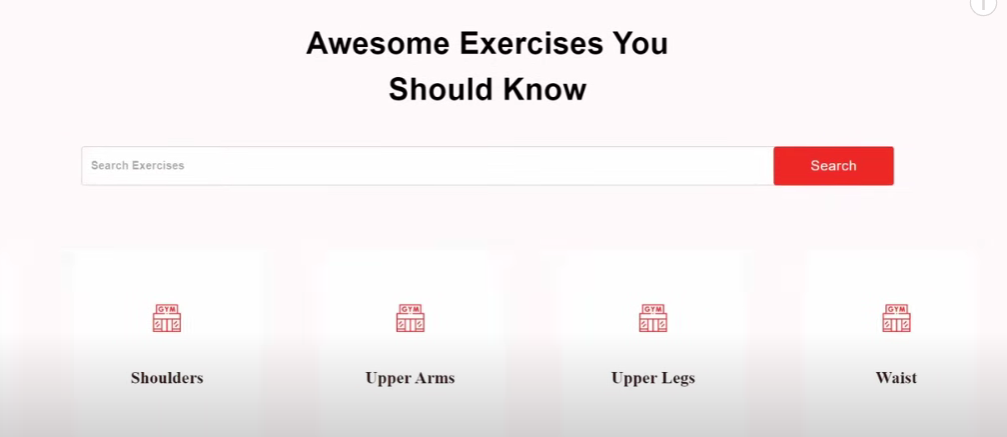 Awesome Exercises You
Should Know
Search Exercises
Search
GYM
GYM
GYM
GYM
Shoulders
Upper Arms
Upper Legs
Waist